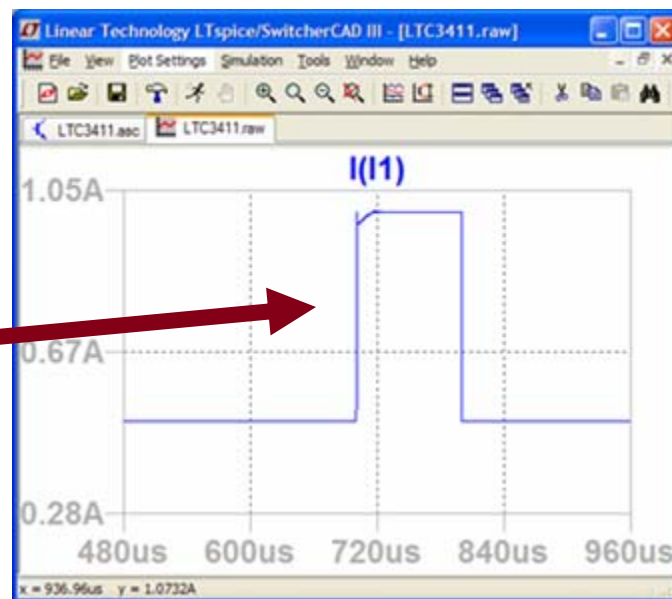 Linear Technology LTspice/SwitcherCAD III - [LTC3411.raw]
File View Plot Settings Simulation Tools Window Help
LTC3411.asc LTC3411.raw
I(I1)
1.05A
0.67A
0.28A
480us 600us 720us 840us 960us
x = 936.96us y = 1.0732A